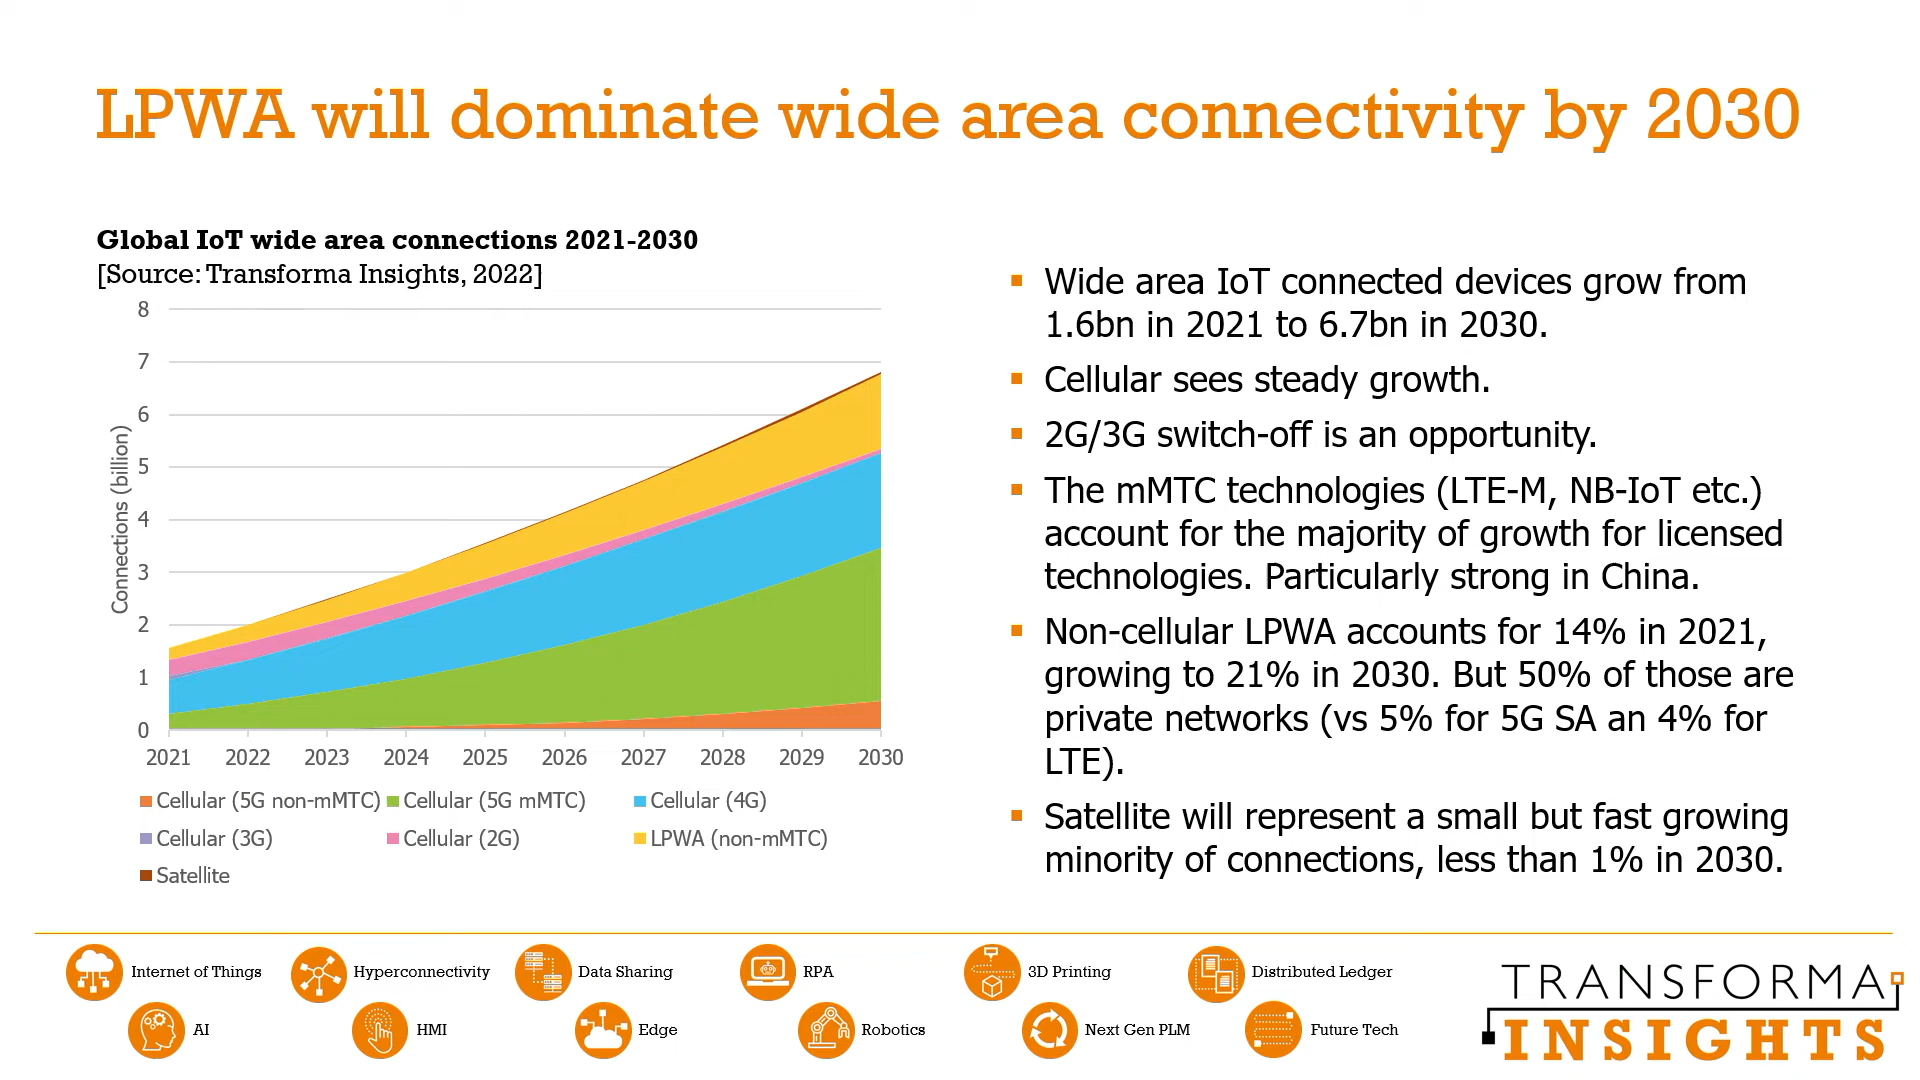 LPWA will dominate wide area connectivity by 2030
Global IoT wide area connections 2021-2030
[Source: Transforma Insights, 2022]
8
7
6
5
4
3
2
1
0
Connections (billion)
2021 2022 2023 2024 2025 2026 2027 2028 2029 2030
Cellular (5G non-mMTC) Cellular (5G mMTC) Cellular (4G)
Cellular (3G) Cellular (2G) LPWA (non-mMTC)
Satellite
Wide area IoT connected devices grow from
1.6bn in 2021 to 6.7bn in 2030.
Cellular sees steady growth.
2G/3G switch-off is an opportunity.
The mMTC technologies (LTE-M, NB-IoT etc.)
account for the majority of growth for licensed
technologies. Particularly strong in China.
Non-cellular LPWA accounts for 14% in 2021,
growing to 21% in 2030. But 50% of those are
private networks (vs 5% for 5G SA an 4% for
LTE).
Satellite will represent a small but fast growing
minority of connections, less than 1% in 2030.
Internet of Things Hyperconnectivity Data Sharing RPA 3D Printing Distributed Ledger
AI HMI Edge Robotics Next Gen PLM Future Tech
TRANSFORMA
INSIGHTS